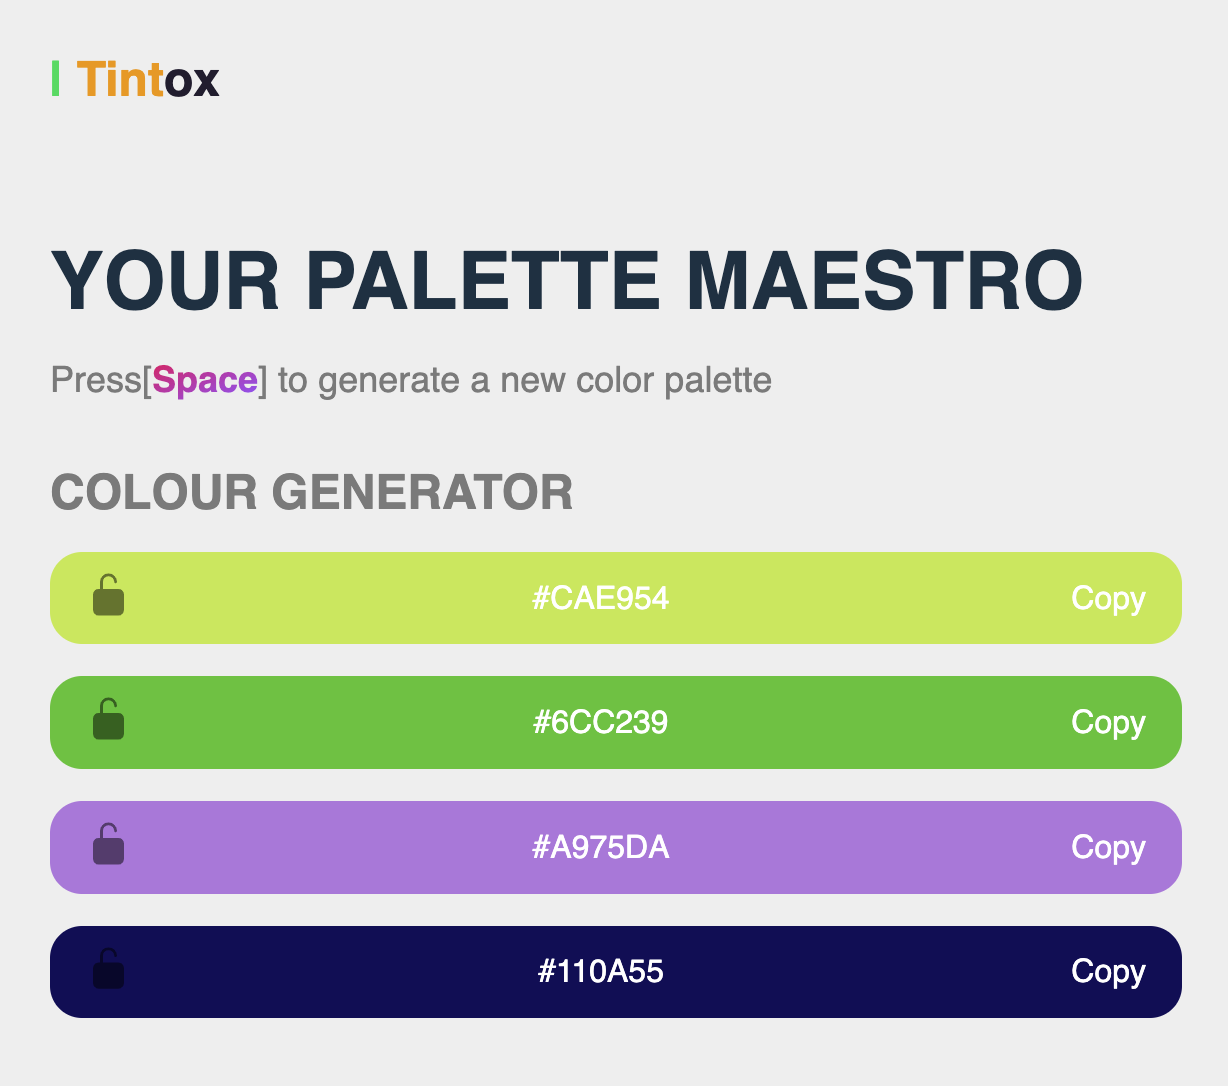 | Tintox
YOUR PALETTE MAESTRO
Press[Space] to generate a new color palette
COLOUR GENERATOR
#CAE954 Copy
#6CC239 Copy
#A975DA Copy
#110A55 Copy